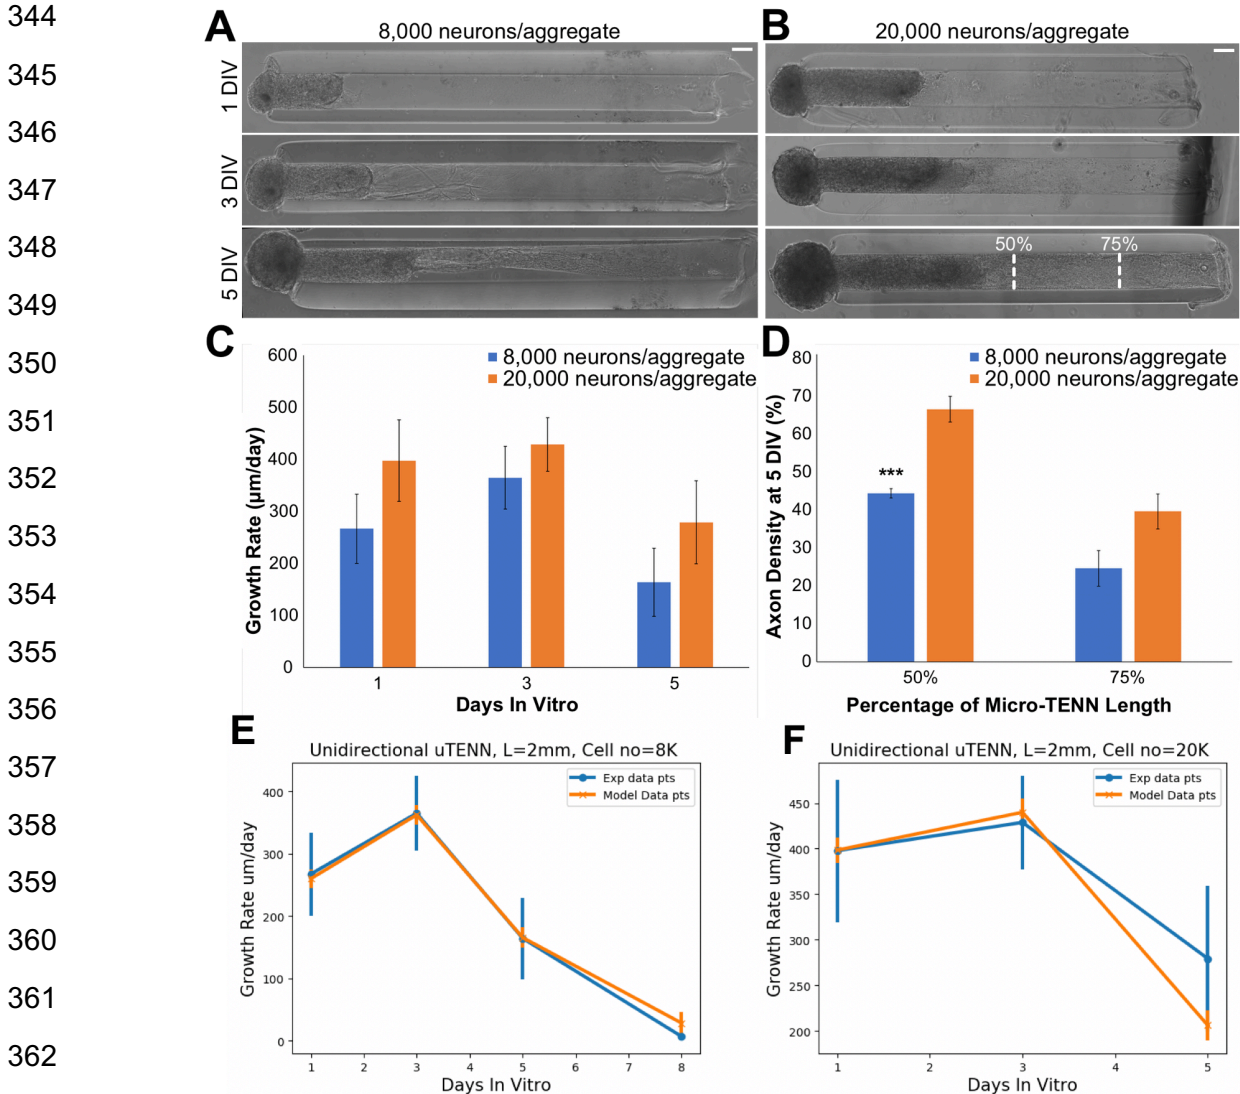 344
345
346
347
348
349
350
351
352
353
354
355
356
357
358
359
360
361
362
A
8,000 neurons/aggregate
B
20,000 neurons/aggregate
1 DIV
3 DIV
5 DIV
50%
75%
C
600
500
400
300
200
100
0
Growth Rate (µm/day)
8,000 neurons/aggregate
20,000 neurons/aggregate
1
3
5
Days In Vitro
D
80
70
60
50
40
30
20
10
0
Axon Density at 5 DIV (%)
8,000 neurons/aggregate
20,000 neurons/aggregate
***
50%
75%
Percentage of Micro-TENN Length
E
Unidirectional uTENN, L=2mm, Cell no=8K
Exp data pts
Model Data pts
400
300
200
100
0
Growth Rate um/day
1
2
3
4
5
6
7
8
Days In Vitro
F
Unidirectional uTENN, L=2mm, Cell no=20K
Exp data pts
Model Data pts
450
400
350
300
250
200
Growth Rate um/day
1
2
3
4
5
Days In Vitro